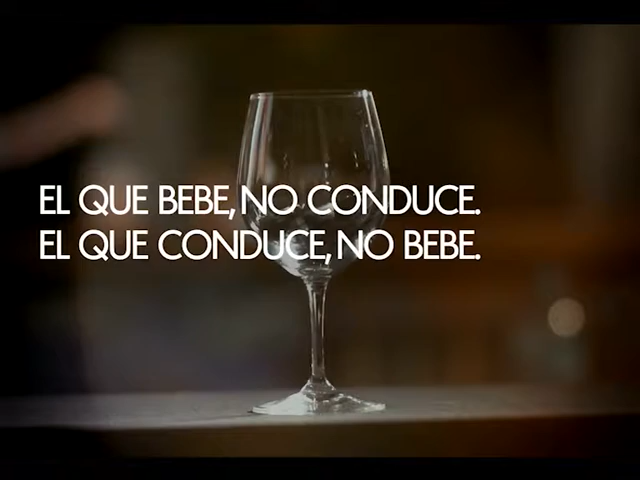 EL QUE BEBE, NO CONDUCE.
EL QUE CONDUCE, NO BEBE.